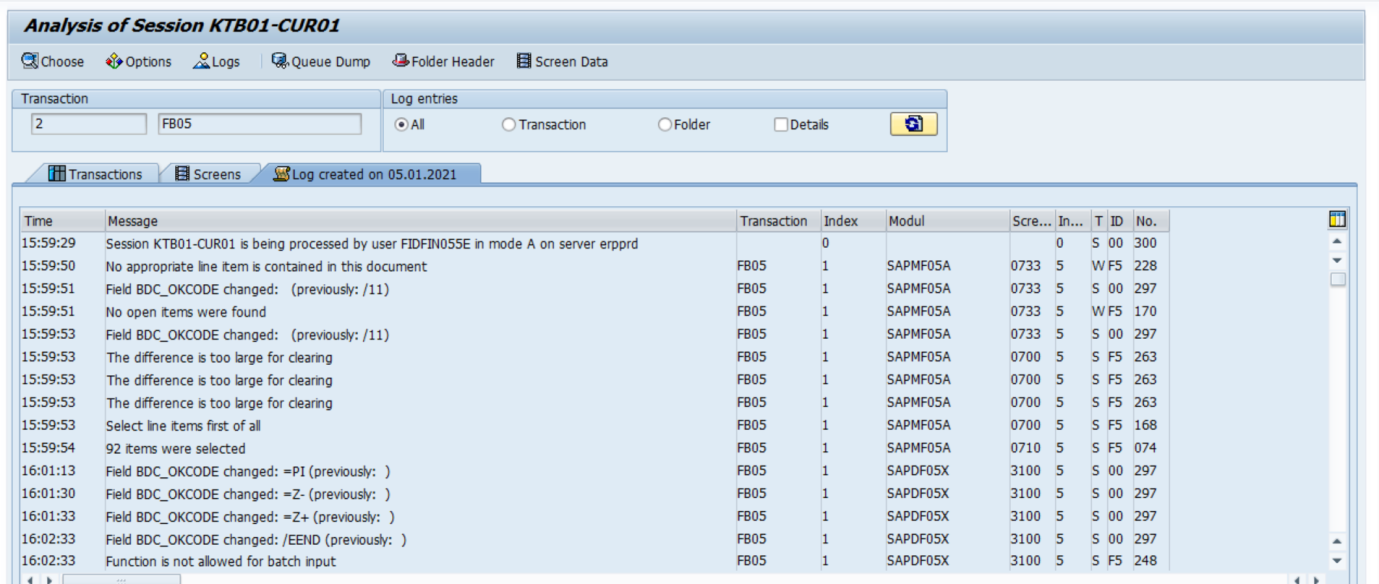 Analysis of Session KTB01-CUR01
Choose Options Logs Queue Dump Folder Header Screen Data
Transaction Log entries
2 FB05 All Transaction Folder Details
Transactions Screens Log created on 05.01.2021
Time Message Transaction Index Modul Scre... In... T ID No.
15:59:29 Session KTB01-CUR01 is being processed by user FIDFIN055E in mode A on server erpprd 0 0 S 00 300
15:59:50 No appropriate line item is contained in this document FB05 1 SAPMF05A 0733 5 W F5 228
15:59:51 Field BDC_OKCODE changed: (previously: /11) FB05 1 SAPMF05A 0733 5 S 00 297
15:59:51 No open items were found FB05 1 SAPMF05A 0733 5 W F5 170
15:59:53 Field BDC_OKCODE changed: (previously: /11) FB05 1 SAPMF05A 0733 5 S 00 297
15:59:53 The difference is too large for clearing FB05 1 SAPMF05A 0700 5 S F5 263
15:59:53 The difference is too large for clearing FB05 1 SAPMF05A 0700 5 S F5 263
15:59:53 The difference is too large for clearing FB05 1 SAPMF05A 0700 5 S F5 263
15:59:53 Select line items first of all FB05 1 SAPMF05A 0700 5 S F5 168
15:59:54 92 items were selected FB05 1 SAPMF05A 0710 5 S F5 074
16:01:13 Field BDC_OKCODE changed: =PI (previously: ) FB05 1 SAPDF05X 3100 5 S 00 297
16:01:30 Field BDC_OKCODE changed: =Z- (previously: ) FB05 1 SAPDF05X 3100 5 S 00 297
16:01:33 Field BDC_OKCODE changed: =Z+ (previously: ) FB05 1 SAPDF05X 3100 5 S 00 297
16:02:33 Field BDC_OKCODE changed: /EEND (previously: ) FB05 1 SAPDF05X 3100 5 S 00 297
16:02:33 Function is not allowed for batch input FB05 1 SAPDF05X 3100 5 S F5 248